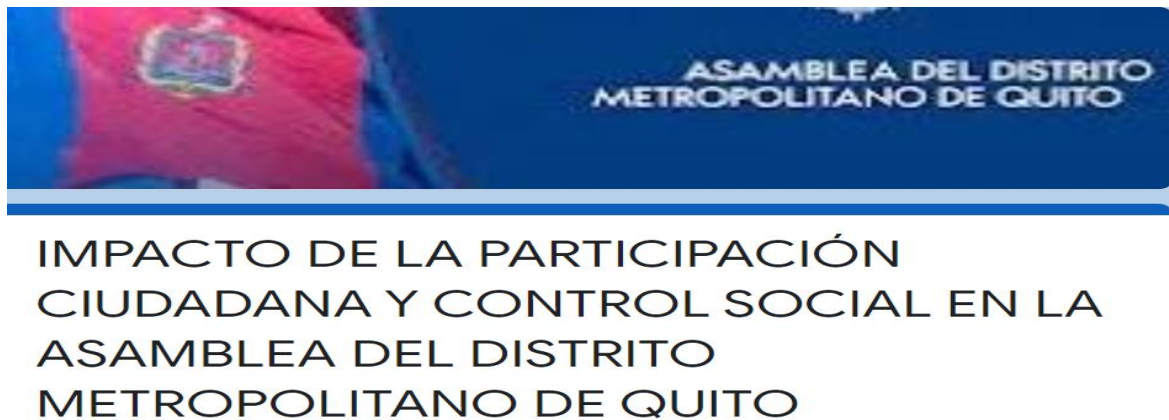 ASAMBLEA DEL DISTRITO
METROPOLITANO DE QUITO
IMPACTO DE LA PARTICIPACIÓN
CIUDADANA Y CONTROL SOCIAL EN LA
ASAMBLEA DEL DISTRITO
METROPOLITANO DE QUITO